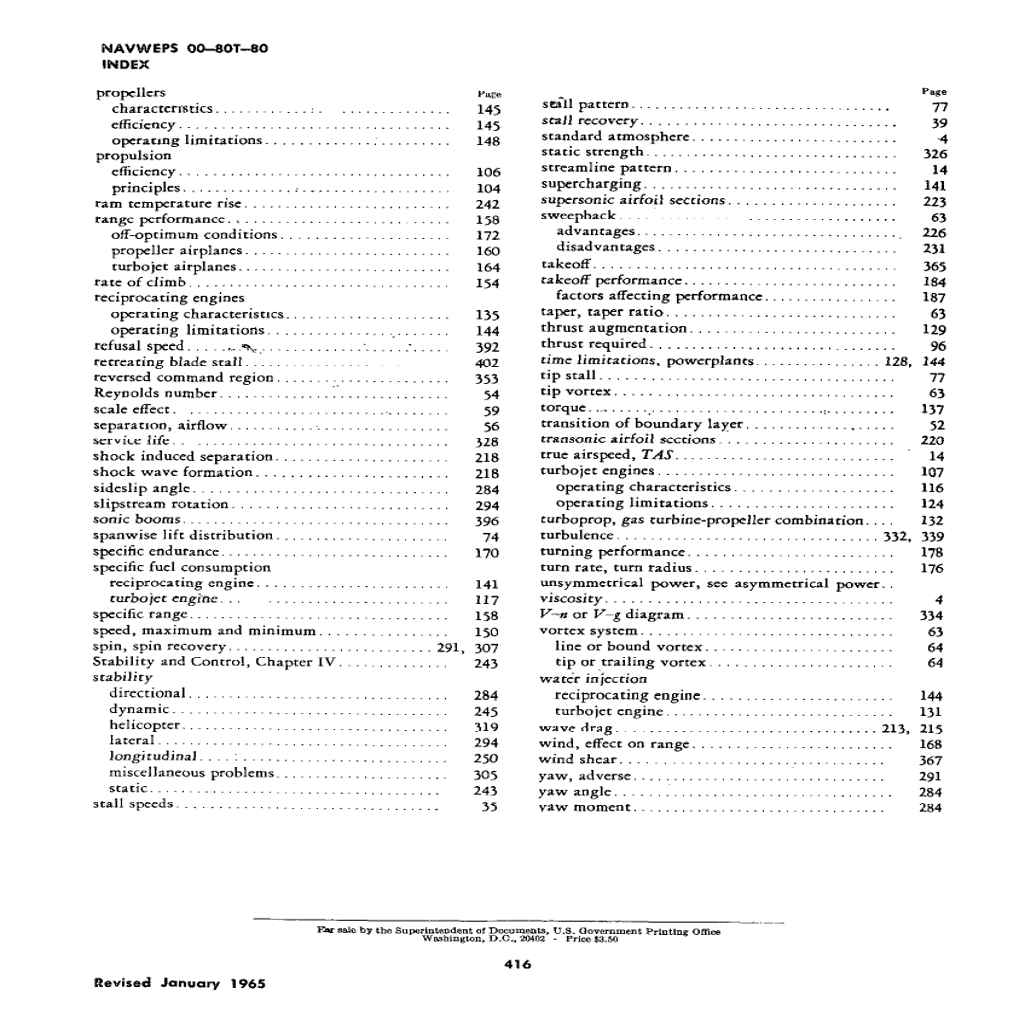 NAVWEPS 00–80T–80
INDEX
propellers Page
characteristics 145
efficiency 145
operating limitations 148
propulsion
efficiency 106
principles 104
ram temperature rise 242
range performance 158
off-optimum conditions 172
propeller airplanes 160
turbojet airplanes 164
rate of climb 154
reciprocating engines
operating characteristics 135
operating limitations 144
refusal speed 392
retreating blade stall 402
reversed command region 353
Reynolds number 54
scale effect 59
separation, airflow 56
service life 328
shock induced separation 218
shock wave formation 218
sideslip angle 284
slipstream rotation 294
sonic booms 396
spanwise lift distribution 74
specific endurance 170
specific fuel consumption
reciprocating engine 141
turbojet engine 117
specific range 158
speed, maximum and minimum 150
spin, spin recovery 291, 307
Stability and Control, Chapter IV 243
stability
directional 284
dynamic 245
helicopter 319
lateral 294
longitudinal 250
miscellaneous problems 305
static 243
stall speeds 35
Page
stall pattern 77
stall recovery 39
standard atmosphere 4
static strength 326
streamline pattern 14
supercharging 141
supersonic airfoil sections 223
sweepback 63
advantages 226
disadvantages 231
takeoff 365
takeoff performance 184
factors affecting performance 187
taper, taper ratio 63
thrust augmentation 129
thrust required 96
time limitations, powerplants 128, 144
tip stall 77
tip vortex 63
torque 137
transition of boundary layer 52
transonic airfoil sections 220
true airspeed, TAS 14
turbojet engines 107
operating characteristics 116
operating limitations 124
turboprop, gas turbine-propeller combination 132
turbulence 332, 339
turning performance 178
turn rate, turn radius 176
unsymmetrical power, see asymmetrical power
viscosity 4
V–n or V–g diagram 334
vortex system 63
line or bound vortex 64
tip or trailing vortex 64
water injection
reciprocating engine 144
turbojet engine 131
wave drag 213, 215
wind, effect on range 168
wind shear 367
yaw, adverse 291
yaw angle 284
yaw moment 284
For sale by the Superintendent of Documents, U.S. Government Printing Office
Washington, D.C., 20402 - Price $3.50
416
Revised January 1965